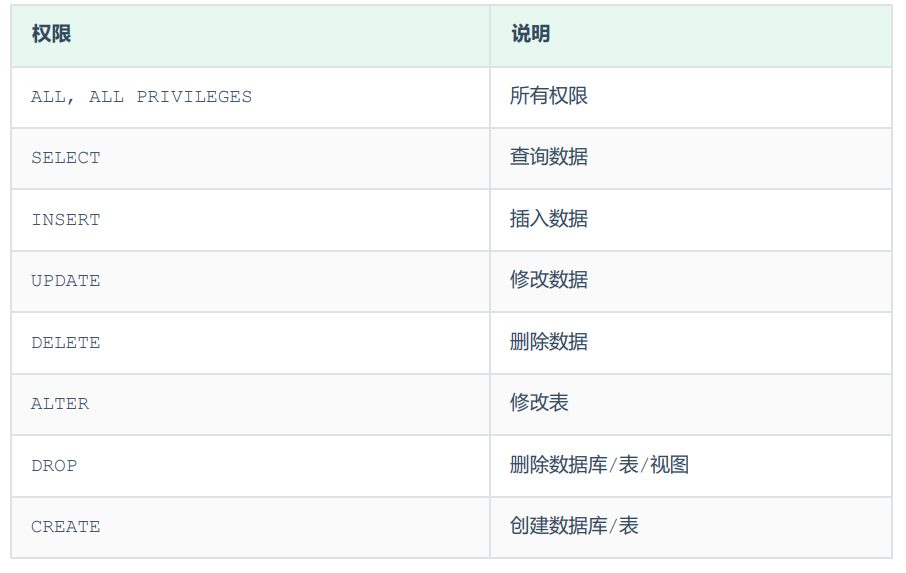 权限 说明
ALL, ALL PRIVILEGES 所有权限
SELECT 查询数据
INSERT 插入数据
UPDATE 修改数据
DELETE 删除数据
ALTER 修改表
DROP 删除数据库/表/视图
CREATE 创建数据库/表